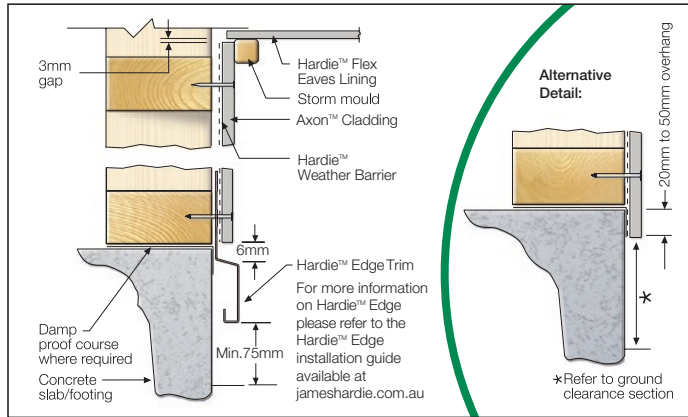 3mm
gap
Hardie™ Flex
Eaves Lining
Storm mould
Axon™ Cladding
Hardie™
Weather Barrier
6mm
Hardie™ Edge Trim
For more information
on Hardie™ Edge
please refer to the
Hardie™ Edge
installation guide
available at
jameshardie.com.au
Min.75mm
Damp
proof course
where required
Concrete
slab/footing
Alternative
Detail:
20mm to 50mm overhang
*
*Refer to ground
clearance section